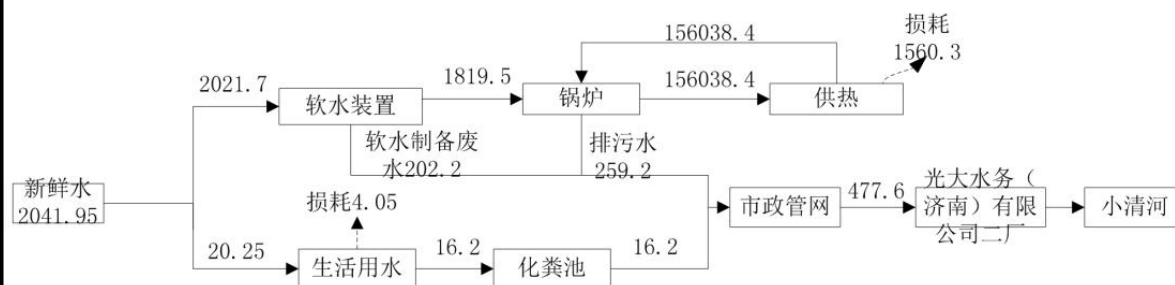 156038.4
损耗
1560.3
2021.7
1819.5
156038.4
软水装置
锅炉
供热
软水制备废
水202.2
排污水
259.2
新鲜水
2041.95
损耗4.05
市政管网
477.6
光大水务（
济南）有限
公司二厂
小清河
20.25
生活用水
16.2
化粪池
16.2